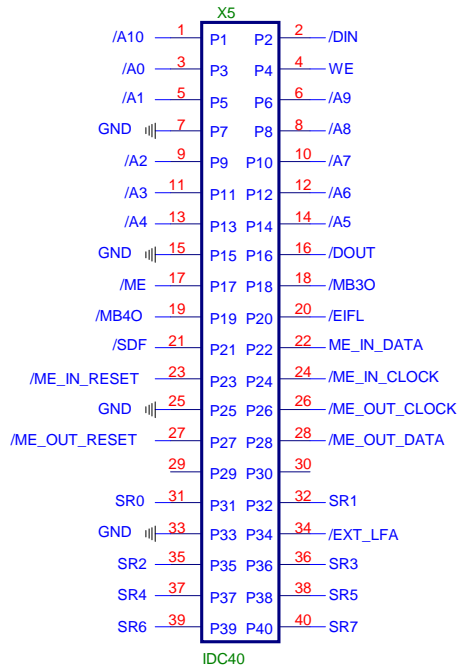 X5
/A10 1 P1 P2 2 /DIN
/A0 3 P3 P4 4 WE
/A1 5 P5 P6 6 /A9
GND 7 P7 P8 8 /A8
/A2 9 P9 P10 10 /A7
/A3 11 P11 P12 12 /A6
/A4 13 P13 P14 14 /A5
GND 15 P15 P16 16 /DOUT
/ME 17 P17 P18 18 /MB3O
/MB4O 19 P19 P20 20 /EIFL
/SDF 21 P21 P22 22 ME_IN_DATA
/ME_IN_RESET 23 P23 P24 24 /ME_IN_CLOCK
GND 25 P25 P26 26 /ME_OUT_CLOCK
/ME_OUT_RESET 27 P27 P28 28 /ME_OUT_DATA
29 P29 P30 30
SR0 31 P31 P32 32 SR1
GND 33 P33 P34 34 /EXT_LFA
SR2 35 P35 P36 36 SR3
SR4 37 P37 P38 38 SR5
SR6 39 P39 P40 40 SR7
IDC40